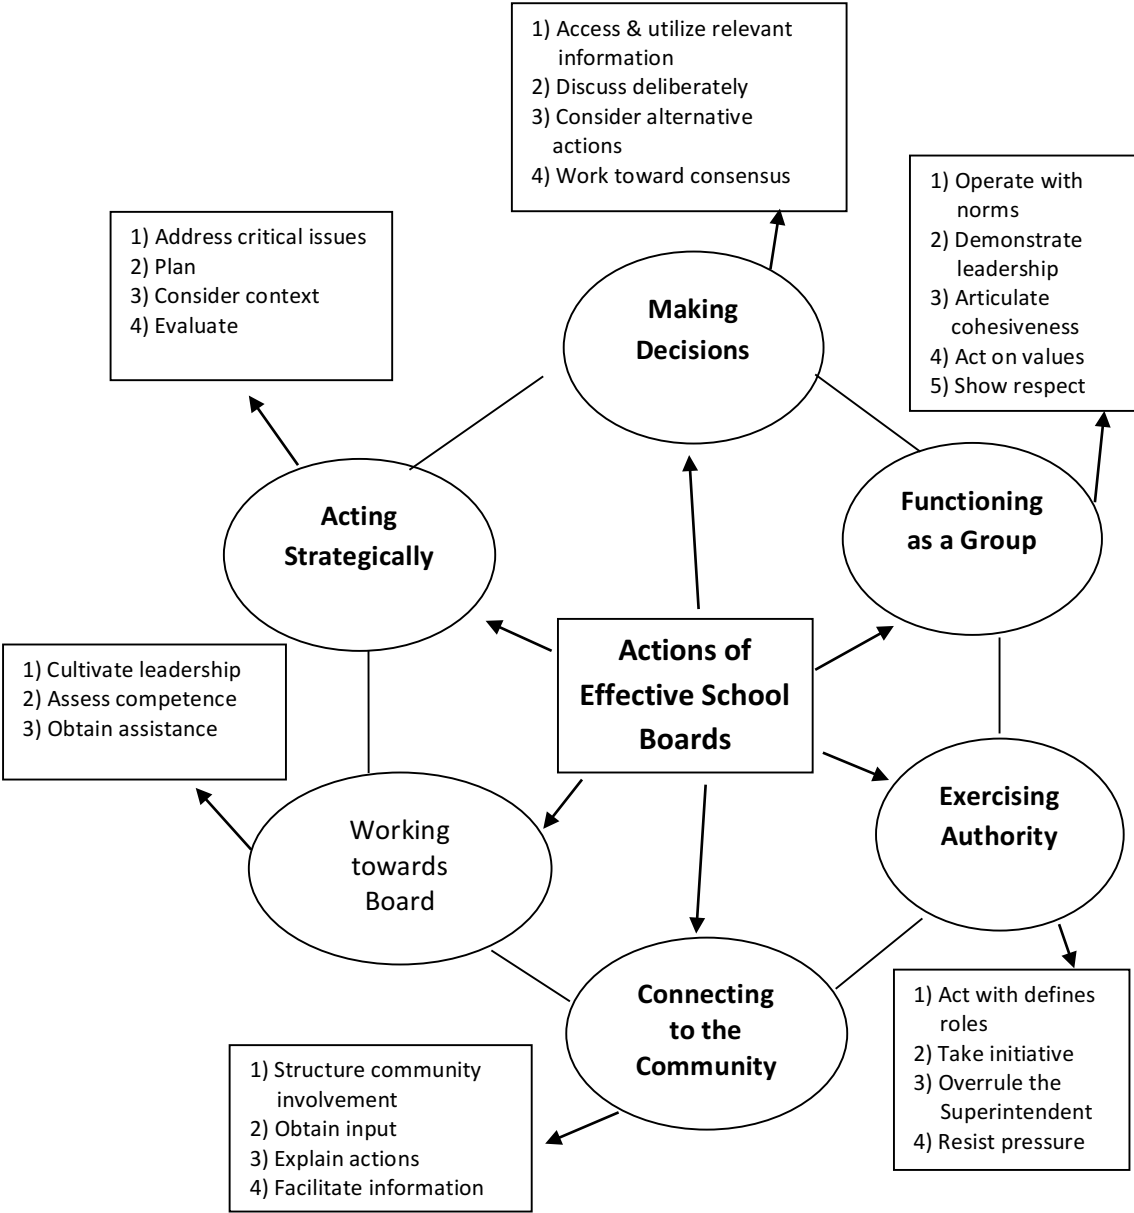 1) Access & utilize relevant
information
2) Discuss deliberately
3) Consider alternative
actions
4) Work toward consensus
1) Operate with
norms
2) Demonstrate
leadership
3) Articulate
cohesiveness
4) Act on values
5) Show respect
1) Address critical issues
2) Plan
3) Consider context
4) Evaluate
Making
Decisions
Functioning
as a Group
Acting
Strategically
Actions of
Effective School
Boards
1) Cultivate leadership
2) Assess competence
3) Obtain assistance
Exercising
Authority
Working
towards
Board
Connecting
to the
Community
1) Act with defines
roles
2) Take initiative
3) Overrule the
Superintendent
4) Resist pressure
1) Structure community
involvement
2) Obtain input
3) Explain actions
4) Facilitate information